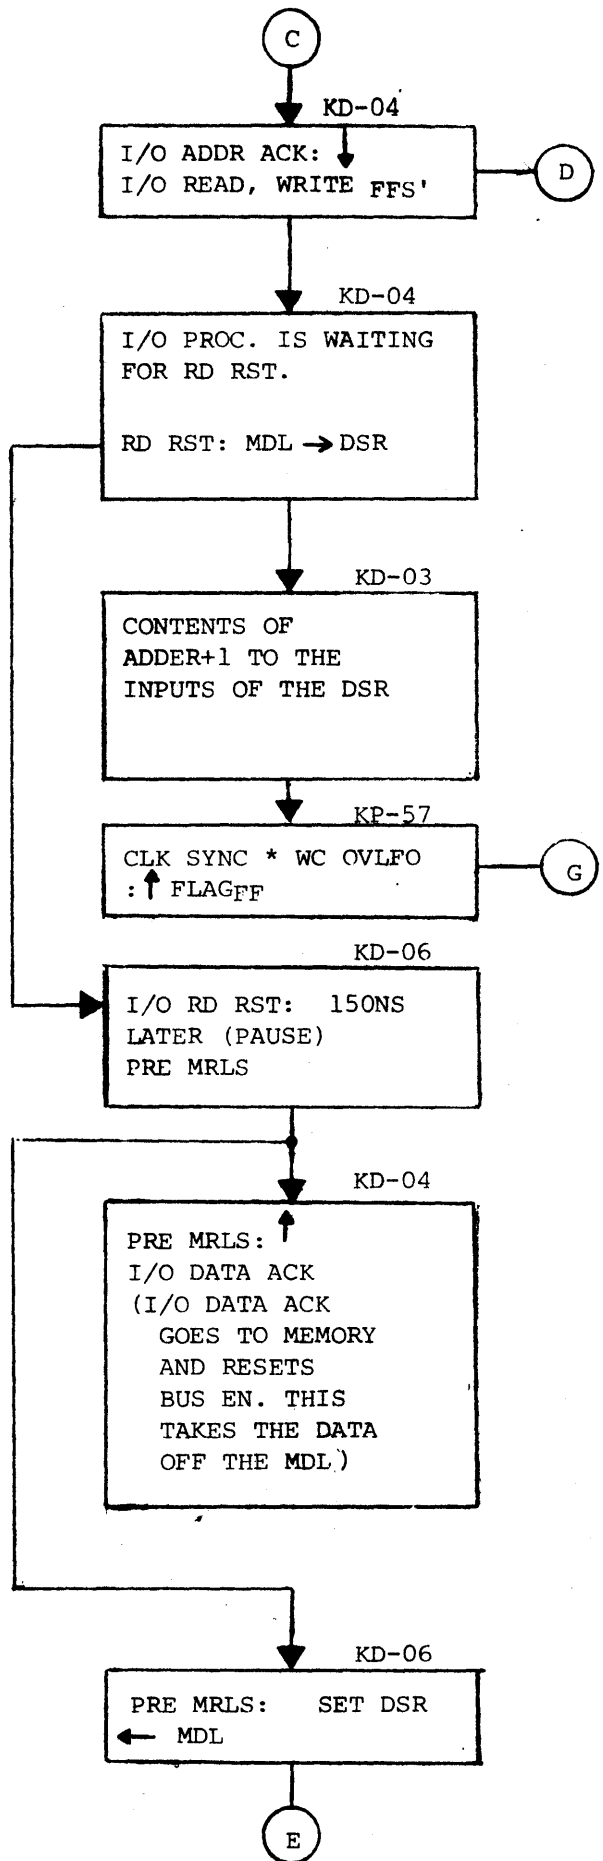 C
KD-04
I/O ADDR ACK: ↓
I/O READ, WRITE FFS'
D
KD-04
I/O PROC. IS WAITING
FOR RD RST.
RD RST: MDL → DSR
KD-03
CONTENTS OF
ADDER+1 TO THE
INPUTS OF THE DSR
KP-57
CLK SYNC * WC OVLFO
:↑ FLAGFF
G
KD-06
I/O RD RST: 150NS
LATER (PAUSE)
PRE MRLS
KD-04
PRE MRLS: ↑
I/O DATA ACK
(I/O DATA ACK
GOES TO MEMORY
AND RESETS
BUS EN. THIS
TAKES THE DATA
OFF THE MDL)
KD-06
PRE MRLS: SET DSR
← MDL
E